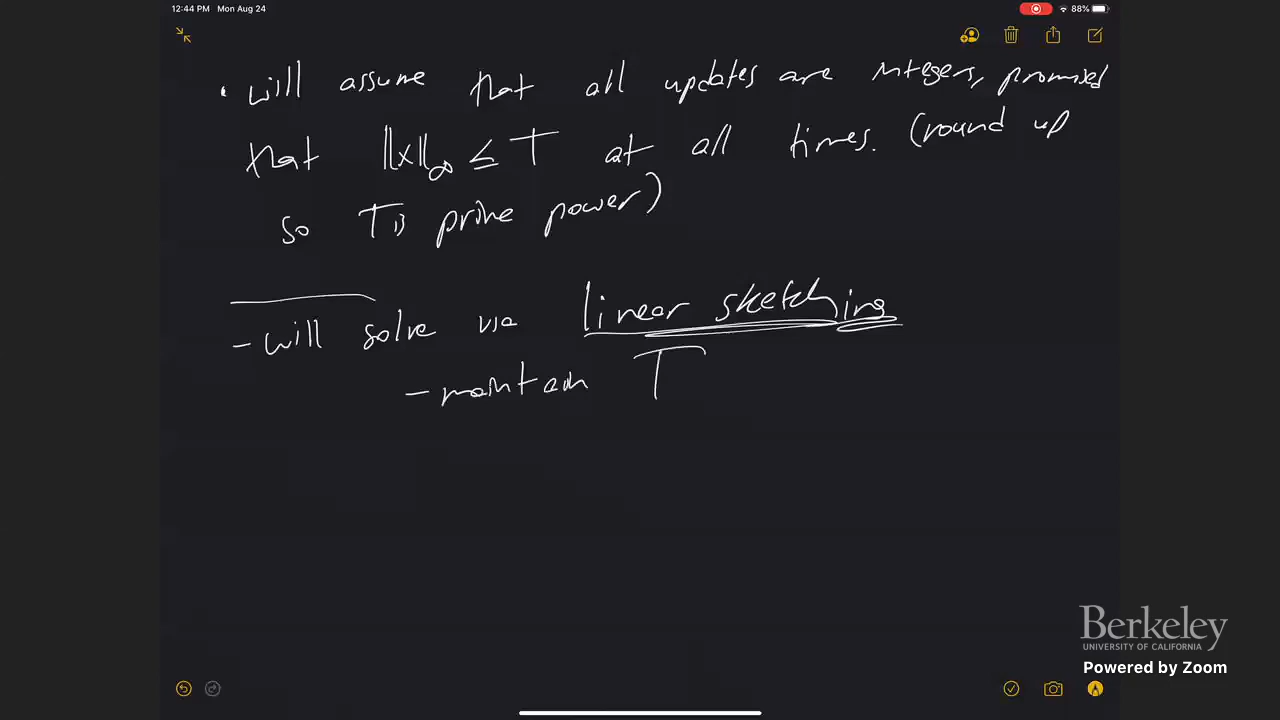 12:44 PM Mon Aug 24
88%
• will assume that all updates are integers, promised
that ||x||∞ ≤ T at all times. (round up
so T is prime power)
- will solve via linear sketching
- maintain T
Berkeley
UNIVERSITY OF CALIFORNIA
Powered by Zoom